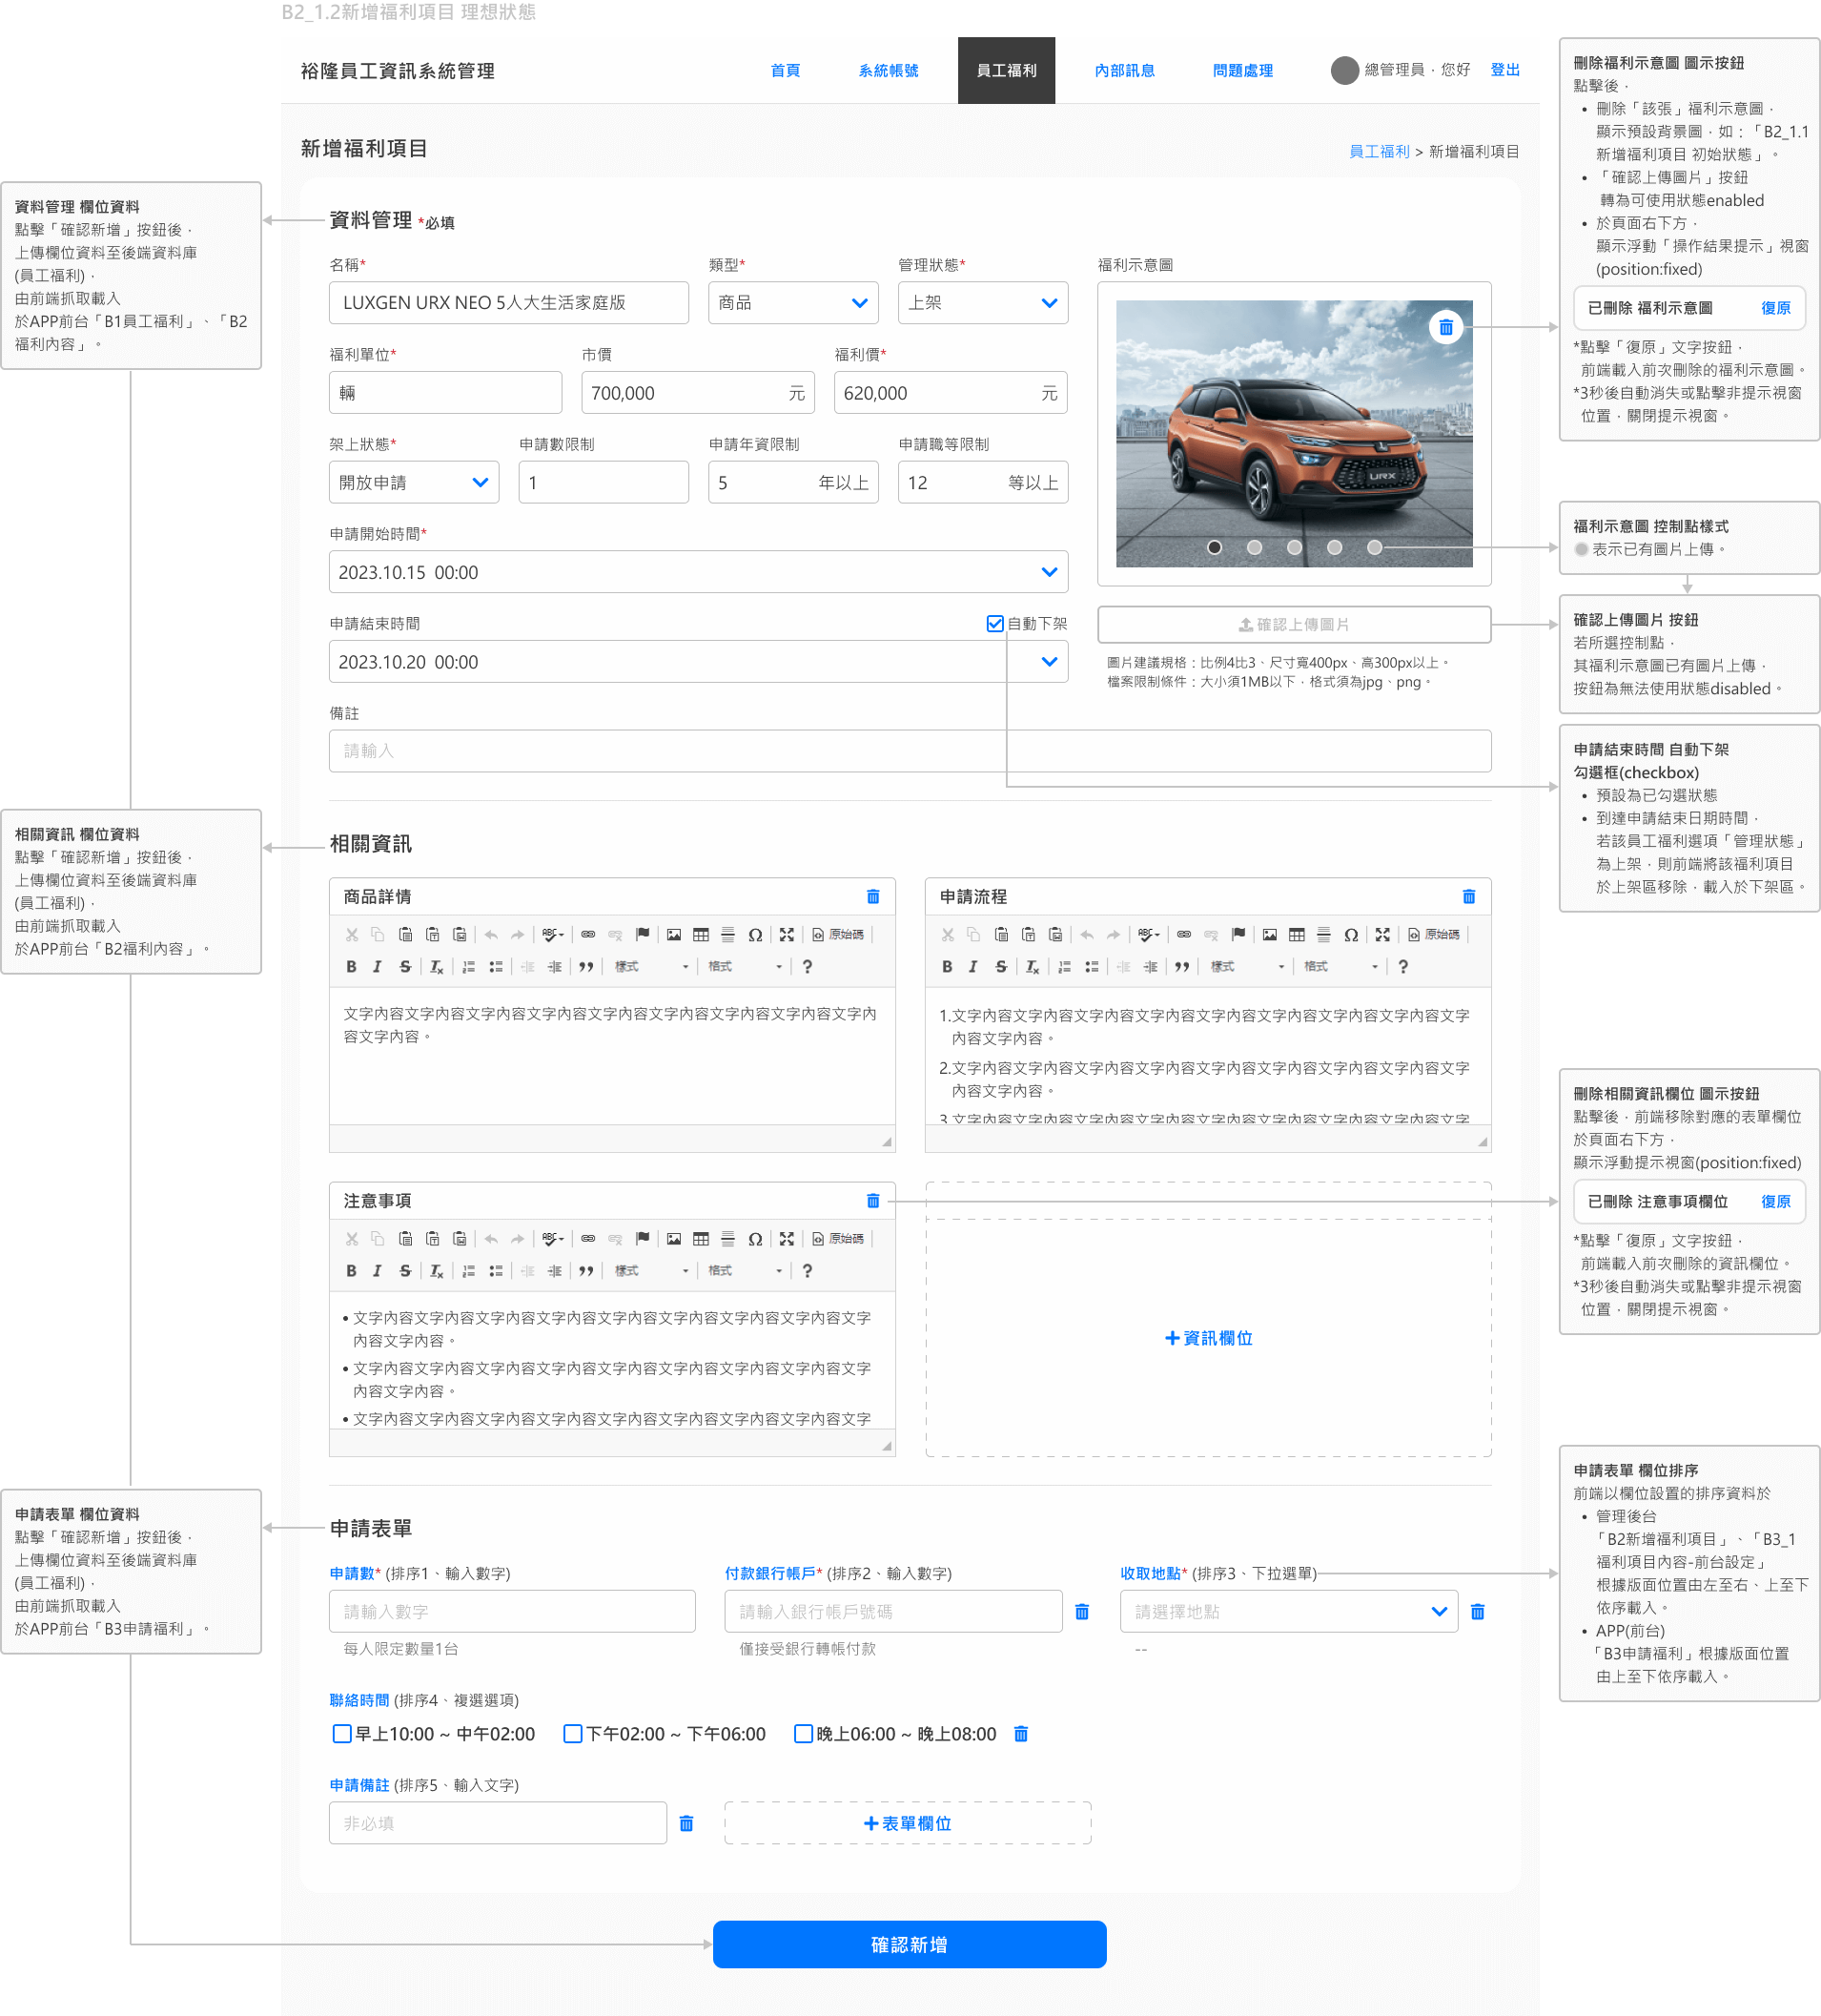 B2_1.2新增福利項目 理想狀態
裕隆員工資訊系統管理
首頁
系統帳號
員工福利
內部訊息
問題處理
總管理員，您好
登出
新增福利項目
員工福利 > 新增福利項目
資料管理 *必填
名稱*
類型*
管理狀態*
福利示意圖
LUXGEN URX NEO 5人大生活家庭版
商品
上架
福利單位*
市價
福利價*
輛
700,000 元
620,000 元
架上狀態*
申請數限制
申請年資限制
申請職等限制
開放申請
1
5 年以上
12 等以上
URX
申請開始時間*
2023.10.15 00:00
申請結束時間
自動下架
2023.10.20 00:00
確認上傳圖片
圖片建議規格：比例4比3、尺寸寬400px、高300px以上。
檔案限制條件：大小須1MB以下，格式須為jpg、png。
備註
請輸入
相關資訊
商品詳情
ABC
原始碼
B I S Tx
樣式
格式
?
文字內容文字內容文字內容文字內容文字內容文字內容文字內容文字內容文字內
容文字內容。
申請流程
ABC
原始碼
B I S Tx
樣式
格式
?
1.文字內容文字內容文字內容文字內容文字內容文字內容文字內容文字內容文字
內容文字內容。
2.文字內容文字內容文字內容文字內容文字內容文字內容文字內容文字內容文字
內容文字內容。
3.文字內容文字內容文字內容文字內容文字內容文字內容文字內容文字內容文字
注意事項
ABC
原始碼
B I S Tx
樣式
格式
?
• 文字內容文字內容文字內容文字內容文字內容文字內容文字內容文字內容文字
內容文字內容。
• 文字內容文字內容文字內容文字內容文字內容文字內容文字內容文字內容文字
內容文字內容。
• 文字內容文字內容文字內容文字內容文字內容文字內容文字內容文字內容文字
+資訊欄位
申請表單
申請數* (排序1、輸入數字)
付款銀行帳戶* (排序2、輸入數字)
收取地點* (排序3、下拉選單)
請輸入數字
請輸入銀行帳戶號碼
請選擇地點
每人限定數量1台
僅接受銀行轉帳付款
--
聯絡時間 (排序4、複選選項)
早上10:00 ~ 中午02:00
下午02:00 ~ 下午06:00
晚上06:00 ~ 晚上08:00
申請備註 (排序5、輸入文字)
非必填
+表單欄位
確認新增
資料管理 欄位資料
點擊「確認新增」按鈕後，
上傳欄位資料至後端資料庫
(員工福利)，
由前端抓取載入
於APP前台「B1員工福利」、「B2
福利內容」。
相關資訊 欄位資料
點擊「確認新增」按鈕後，
上傳欄位資料至後端資料庫
(員工福利)，
由前端抓取載入
於APP前台「B2福利內容」。
申請表單 欄位資料
點擊「確認新增」按鈕後，
上傳欄位資料至後端資料庫
(員工福利)，
由前端抓取載入
於APP前台「B3申請福利」。
刪除福利示意圖 圖示按鈕
點擊後，
• 刪除「該張」福利示意圖，
顯示預設背景圖，如：「B2_1.1
新增福利項目 初始狀態」。
• 「確認上傳圖片」按鈕
轉為可使用狀態enabled
• 於頁面右下方，
顯示浮動「操作結果提示」視窗
(position:fixed)
已刪除 福利示意圖 復原
*點擊「復原」文字按鈕，
前端載入前次刪除的福利示意圖。
*3秒後自動消失或點擊非提示視窗
位置，關閉提示視窗。
福利示意圖 控制點樣式
表示已有圖片上傳。
確認上傳圖片 按鈕
若所選控制點，
其福利示意圖已有圖片上傳，
按鈕為無法使用狀態disabled。
申請結束時間 自動下架
勾選框(checkbox)
• 預設為已勾選狀態
• 到達申請結束日期時間，
若該員工福利選項「管理狀態」
為上架，則前端將該福利項目
於上架區移除，載入於下架區。
刪除相關資訊欄位 圖示按鈕
點擊後，前端移除對應的表單欄位
於頁面右下方，
顯示浮動提示視窗(position:fixed)
已刪除 注意事項欄位 復原
*點擊「復原」文字按鈕，
前端載入前次刪除的資訊欄位。
*3秒後自動消失或點擊非提示視窗
位置，關閉提示視窗。
申請表單 欄位排序
前端以欄位設置的排序資料於
• 管理後台
「B2新增福利項目」、「B3_1
福利項目內容-前台設定」
根據版面位置由左至右、上至下
依序載入。
• APP(前台)
「B3申請福利」根據版面位置
由上至下依序載入。